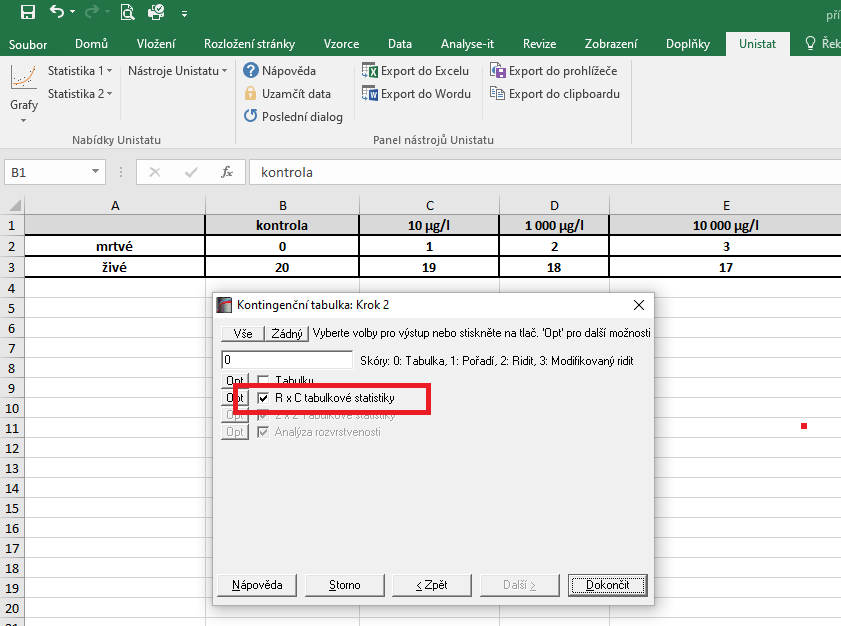 pří
Soubor Domů Vložení Rozložení stránky Vzorce Data Analyse-it Revize Zobrazení Doplňky Unistat Řek
Statistika 1 Nástroje Unistatu Nápověda Export do Excelu Export do prohlížeče
Grafy Statistika 2 Uzamčít data Export do Wordu Export do clipboardu
Poslední dialog
Nabídky Unistatu Panel nástrojů Unistatu
B1 fx kontrola
A B C D E
1 kontrola 10 µg/l 1 000 µg/l 10 000 µg/l
2 mrtvé 0 1 2 3
3 živé 20 19 18 17
4
5 Kontingenční tabulka: Krok 2
6 Vše Žádný Vyberte volby pro výstup nebo stiskněte na tlač. 'Opt' pro další možnosti
7
8 0 Skóry: 0: Tabulka, 1: Pořadí, 2: Ridit, 3: Modifikovaný ridit
9 Opt Tabulku
10 Opt R x C tabulkové statistiky
Opt 2 x 2 Tabulkové statistiky
11 Opt Analýza rozvrstvenosti
12
13
14
15
16
17
18
19 Nápověda Storno < Zpět Další > Dokončit
20
21